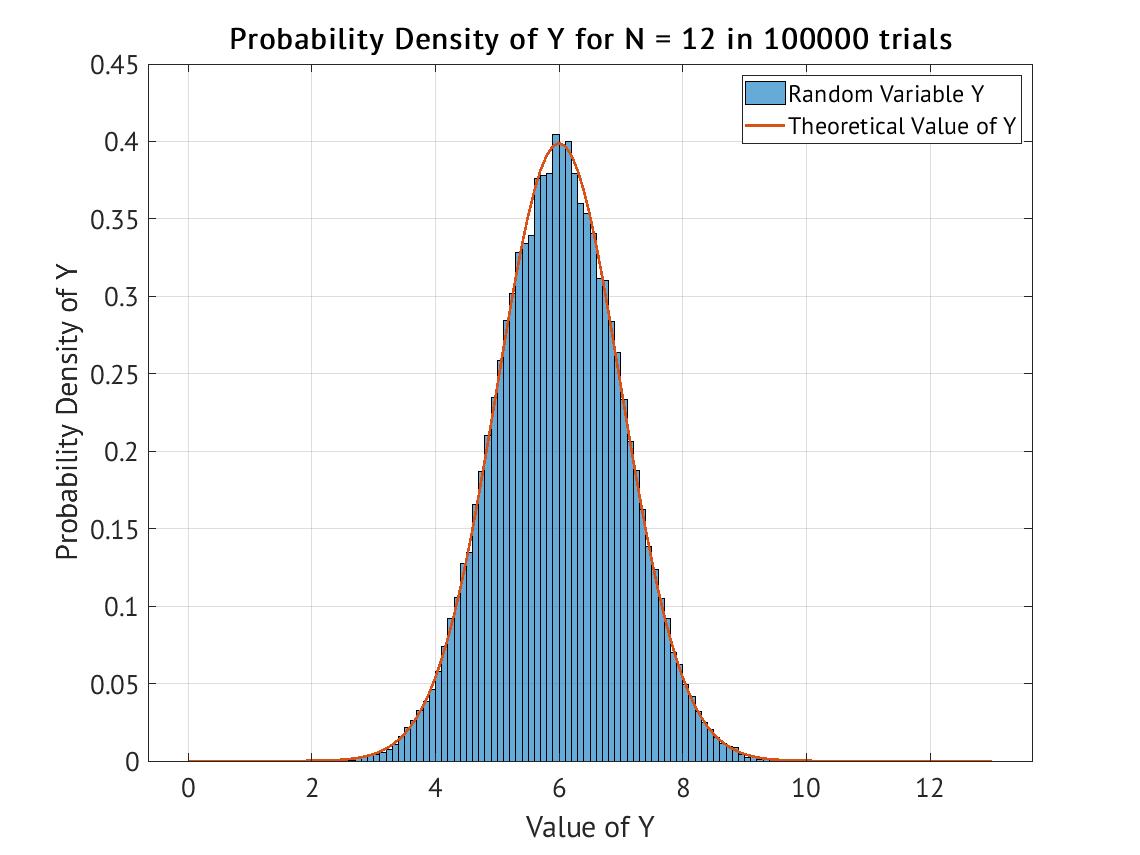 Probability Density of Y for N = 12 in 100000 trials
Random Variable Y
Theoretical Value of Y
Probability Density of Y
0.45
0.4
0.35
0.3
0.25
0.2
0.15
0.1
0.05
0
0 2 4 6 8 10 12
Value of Y